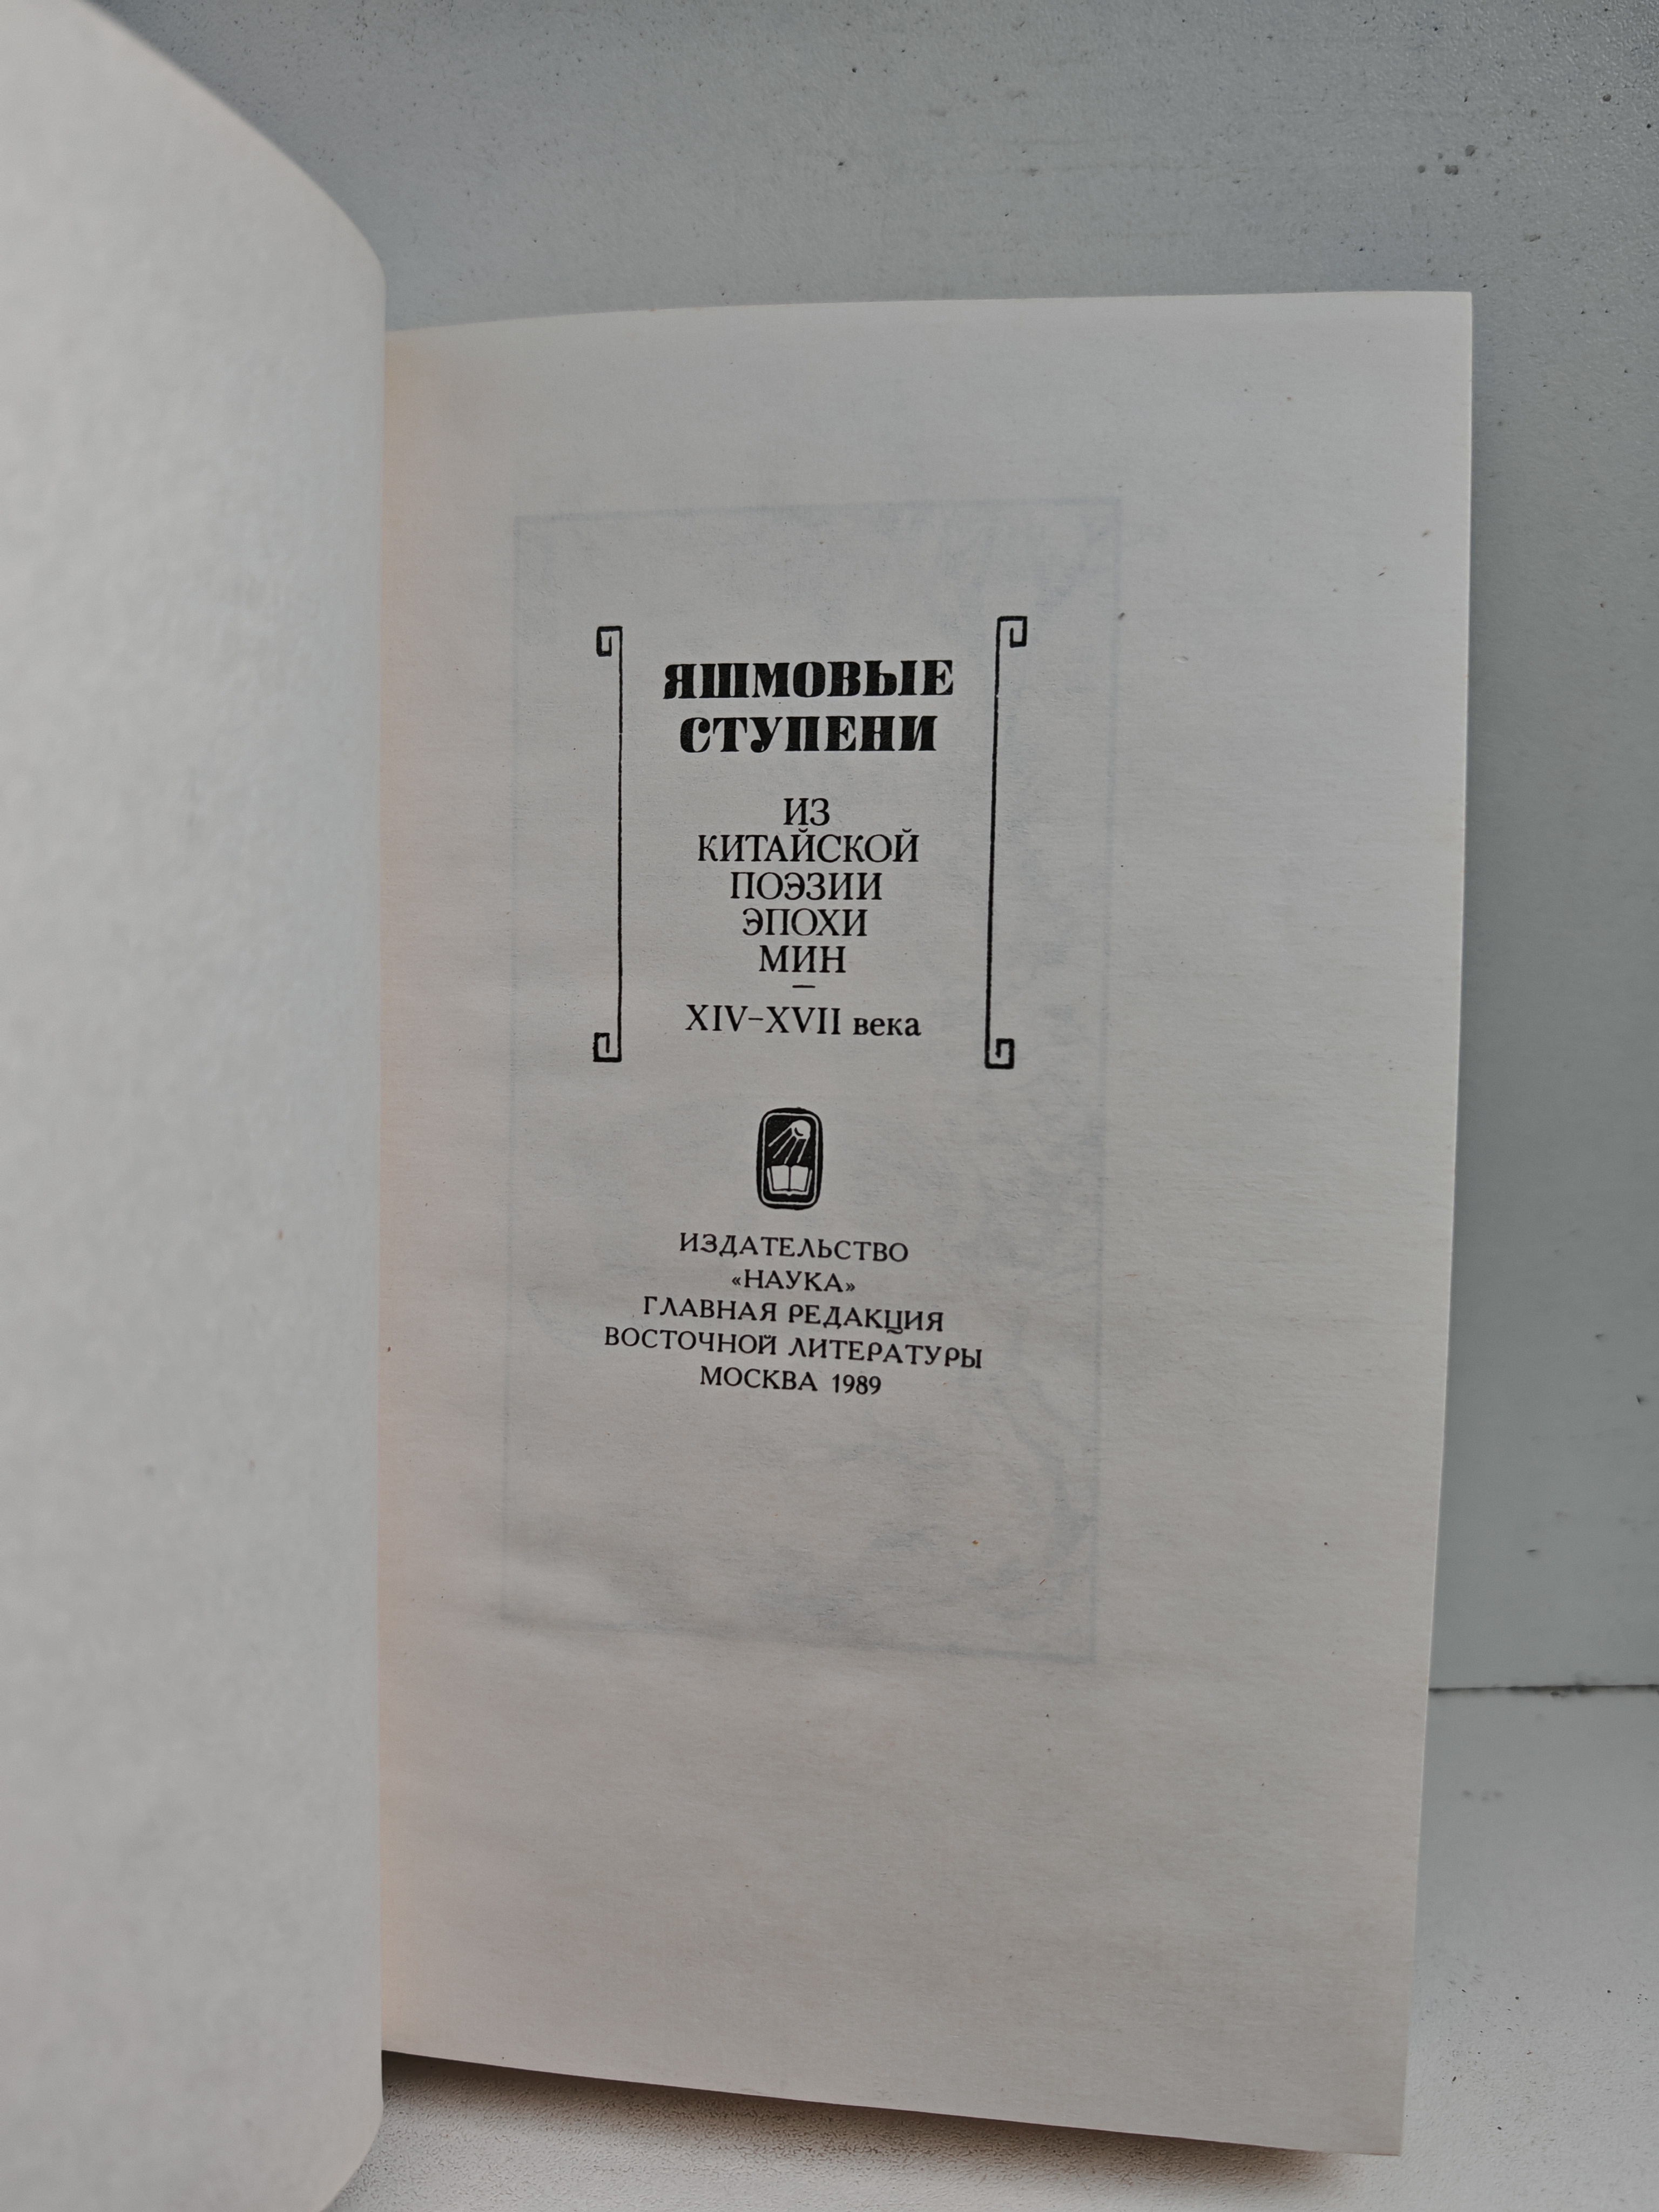 ЯШМОВЫЕ
СТУПЕНИ
ИЗ
КИТАЙСКОЙ
ПОЭЗИИ
ЭПОХИ
МИН
—
XIV–XVII века
ИЗДАТЕЛЬСТВО
«НАУКА»
ГЛАВНАЯ РЕДАКЦИЯ
ВОСТОЧНОЙ ЛИТЕРАТУРЫ
МОСКВА 1989